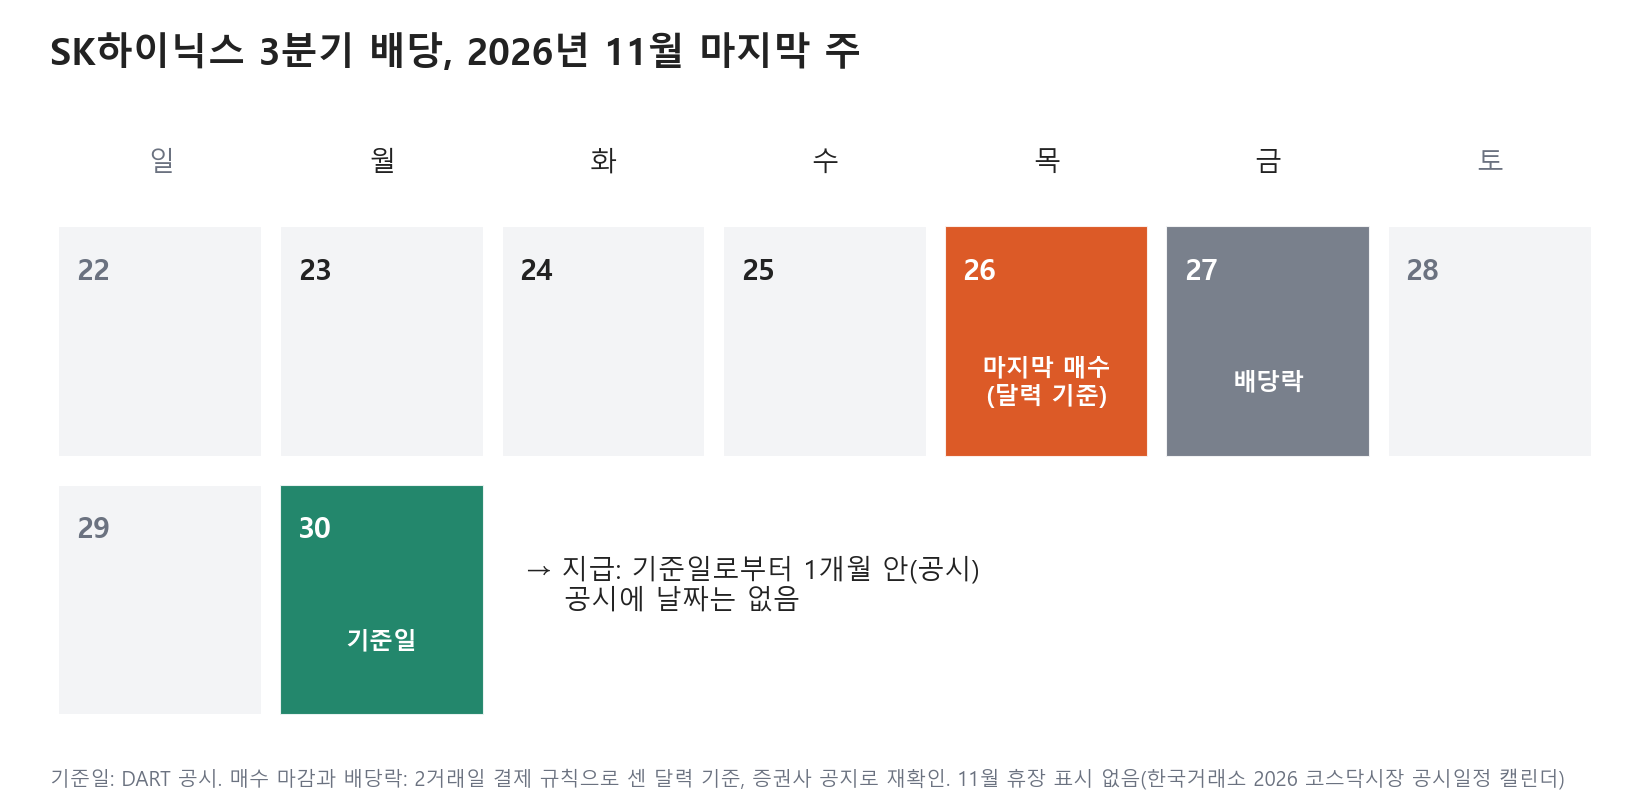 SK하이닉스 3분기 배당, 2026년 11월 마지막 주
일 월 화 수 목 금 토
22 23 24 25 26 27 28
마지막 매수
(달력 기준)
배당락
29 30
→ 지급: 기준일로부터 1개월 안(공시)
공시에 날짜는 없음
기준일
기준일: DART 공시. 매수 마감과 배당락: 2거래일 결제 규칙으로 센 달력 기준, 증권사 공지로 재확인. 11월 휴장 표시 없음(한국거래소 2026 코스닥시장 공시일정 캘린더)